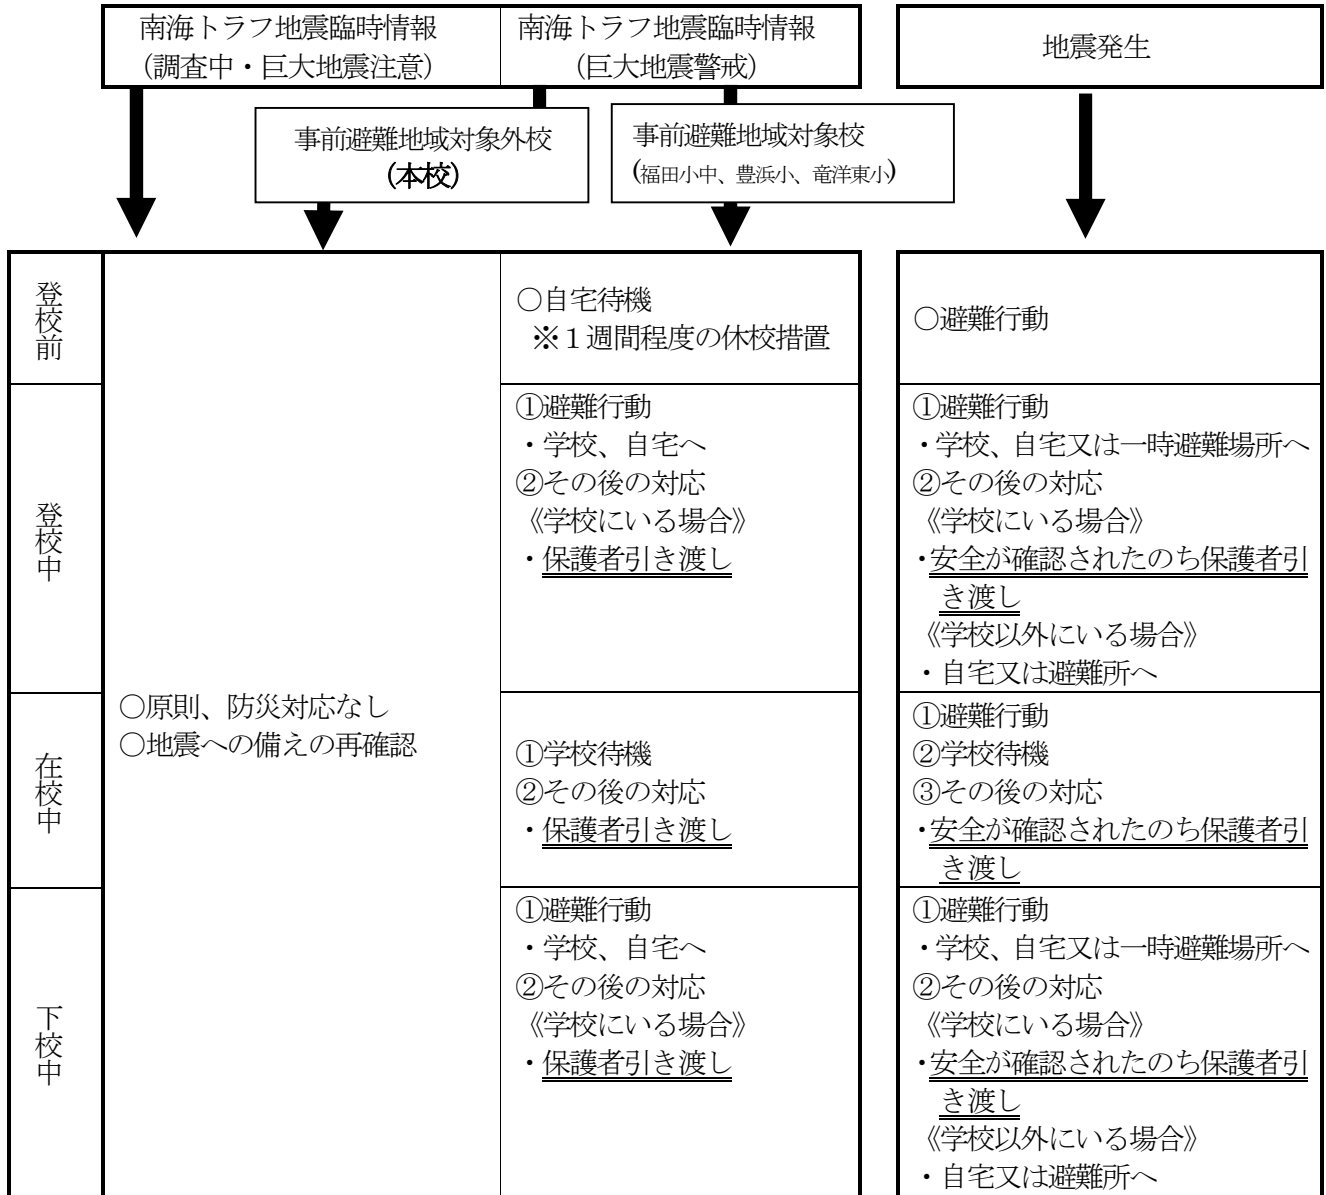 南海トラフ地震臨時情報
（調査中・巨大地震注意）
南海トラフ地震臨時情報
（巨大地震警戒）
地震発生
事前避難地域対象外校
（本校）
事前避難地域対象校
（福田小中、豊浜小、竜洋東小）
登校前
○原則、防災対応なし
○地震への備えの再確認
○自宅待機
※１週間程度の休校措置
○避難行動
登校中
①避難行動
・学校、自宅へ
②その後の対応
《学校にいる場合》
・保護者引き渡し
①避難行動
・学校、自宅又は一時避難場所へ
②その後の対応
《学校にいる場合》
・安全が確認されたのち保護者引
き渡し
《学校以外にいる場合》
・自宅又は避難所へ
在校中
①学校待機
②その後の対応
・保護者引き渡し
①避難行動
②学校待機
③その後の対応
・安全が確認されたのち保護者引
き渡し
下校中
①避難行動
・学校、自宅へ
②その後の対応
《学校にいる場合》
・保護者引き渡し
①避難行動
・学校、自宅又は一時避難場所へ
②その後の対応
《学校にいる場合》
・安全が確認されたのち保護者引
き渡し
《学校以外にいる場合》
・自宅又は避難所へ